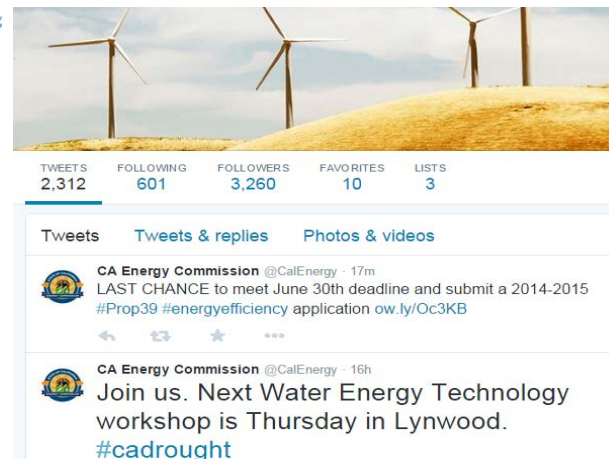 TWEETS FOLLOWING FOLLOWERS FAVORITES LISTS
2,312 601 3,260 10 3
Tweets Tweets & replies Photos & videos
CA Energy Commission @CalEnergy · 17m
LAST CHANCE to meet June 30th deadline and submit a 2014-2015
#Prop39 #energyefficiency application ow.ly/Oc3KB
CA Energy Commission @CalEnergy · 16h
Join us. Next Water Energy Technology
workshop is Thursday in Lynwood.
#cadrought